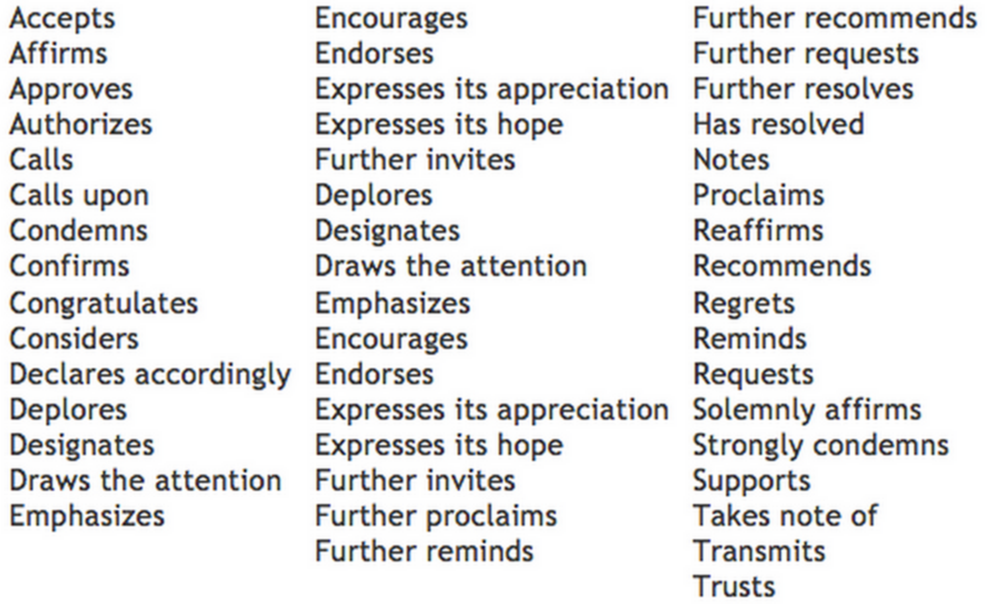 Accepts
Affirms
Approves
Authorizes
Calls
Calls upon
Condemns
Confirms
Congratulates
Considers
Declares accordingly
Deplores
Designates
Draws the attention
Emphasizes
Encourages
Endorses
Expresses its appreciation
Expresses its hope
Further invites
Deplores
Designates
Draws the attention
Emphasizes
Encourages
Endorses
Expresses its appreciation
Expresses its hope
Further invites
Further proclaims
Further reminds
Further recommends
Further requests
Further resolves
Has resolved
Notes
Proclaims
Reaffirms
Recommends
Regrets
Reminds
Requests
Solemnly affirms
Strongly condemns
Supports
Takes note of
Transmits
Trusts